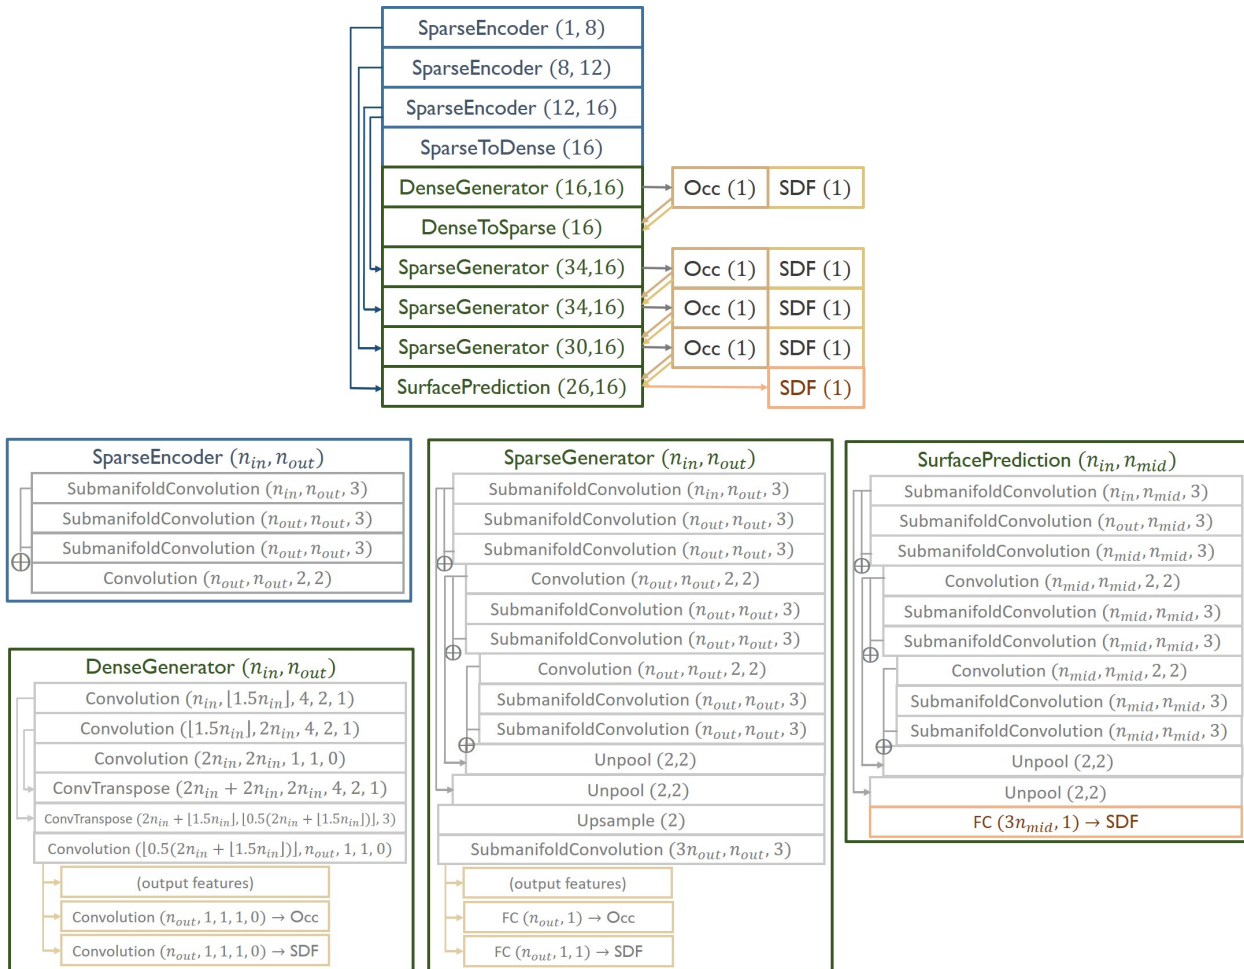 SparseEncoder (1, 8)
SparseEncoder (8, 12)
SparseEncoder (12, 16)
SparseToDense (16)
DenseGenerator (16,16)
Occ (1)
SDF (1)
DenseToSparse (16)
SparseGenerator (34,16)
Occ (1)
SDF (1)
SparseGenerator (34,16)
Occ (1)
SDF (1)
SparseGenerator (30,16)
Occ (1)
SDF (1)
SurfacePrediction (26,16)
SDF (1)
SparseEncoder (n_in, n_out)
SubmanifoldConvolution (n_in, n_out, 3)
SubmanifoldConvolution (n_out, n_out, 3)
SubmanifoldConvolution (n_out, n_out, 3)
Convolution (n_out, n_out, 2, 2)
DenseGenerator (n_in, n_out)
Convolution (n_in, ⌊1.5n_in⌋, 4, 2, 1)
Convolution (⌊1.5n_in⌋, 2n_in, 4, 2, 1)
Convolution (2n_in, 2n_in, 1, 1, 0)
ConvTranspose (2n_in + 2n_in, 2n_in, 4, 2, 1)
ConvTranspose (2n_in + ⌊1.5n_in⌋, ⌊0.5(2n_in + ⌊1.5n_in⌋)⌋, 3)
Convolution (⌊0.5(2n_in + ⌊1.5n_in⌋)⌋, n_out, 1, 1, 0)
(output features)
Convolution (n_out, 1, 1, 1, 0) → Occ
Convolution (n_out, 1, 1, 1, 0) → SDF
SparseGenerator (n_in, n_out)
SubmanifoldConvolution (n_in, n_out, 3)
SubmanifoldConvolution (n_out, n_out, 3)
SubmanifoldConvolution (n_out, n_out, 3)
Convolution (n_out, n_out, 2, 2)
SubmanifoldConvolution (n_out, n_out, 3)
SubmanifoldConvolution (n_out, n_out, 3)
Convolution (n_out, n_out, 2, 2)
SubmanifoldConvolution (n_out, n_out, 3)
SubmanifoldConvolution (n_out, n_out, 3)
Unpool (2,2)
Unpool (2,2)
Upsample (2)
SubmanifoldConvolution (3n_out, n_out, 3)
(output features)
FC (n_out, 1) → Occ
FC (n_out, 1, 1) → SDF
SurfacePrediction (n_in, n_mid)
SubmanifoldConvolution (n_in, n_mid, 3)
SubmanifoldConvolution (n_out, n_mid, 3)
SubmanifoldConvolution (n_mid, n_mid, 3)
Convolution (n_mid, n_mid, 2, 2)
SubmanifoldConvolution (n_mid, n_mid, 3)
SubmanifoldConvolution (n_mid, n_mid, 3)
Convolution (n_mid, n_mid, 2, 2)
SubmanifoldConvolution (n_mid, n_mid, 3)
SubmanifoldConvolution (n_mid, n_mid, 3)
Unpool (2,2)
Unpool (2,2)
FC (3n_mid, 1) → SDF